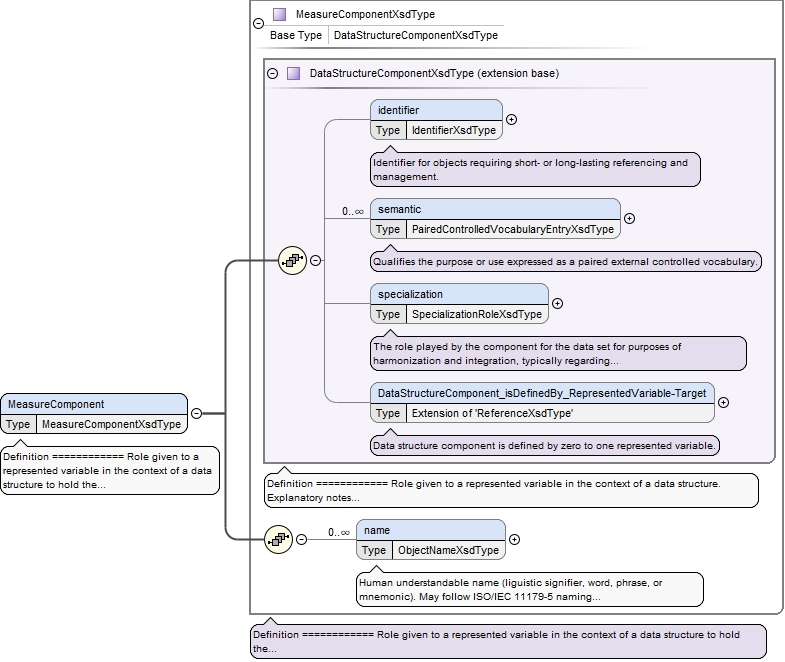 MeasureComponentXsdType
Base Type DataStructureComponentXsdType
DataStructureComponentXsdType (extension base)
identifier
Type IdentifierXsdType
Identifier for objects requiring short- or long-lasting referencing and
management.
0..∞
semantic
Type PairedControlledVocabularyEntryXsdType
Qualifies the purpose or use expressed as a paired external controlled vocabulary.
specialization
Type SpecializationRoleXsdType
The role played by the component for the data set for purposes of
harmonization and integration, typically regarding...
DataStructureComponent_isDefinedBy_RepresentedVariable-Target
Type Extension of 'ReferenceXsdType'
Data structure component is defined by zero to one represented variable.
MeasureComponent
Type MeasureComponentXsdType
Definition ============ Role given to a
represented variable in the context of a data
structure to hold the...
Definition ============ Role given to a represented variable in the context of a data structure.
Explanatory notes...
0..∞
name
Type ObjectNameXsdType
Human understandable name (liguistic signifier, word, phrase, or
mnemonic). May follow ISO/IEC 11179-5 naming...
Definition ============ Role given to a represented variable in the context of a data structure to hold
the...